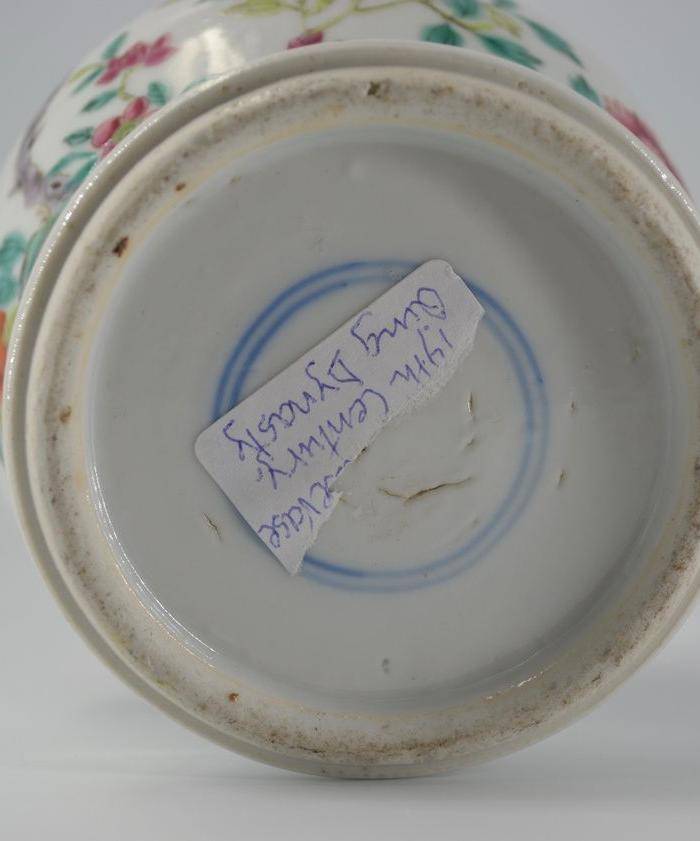 Qing Dynasty
19th Century
Vase